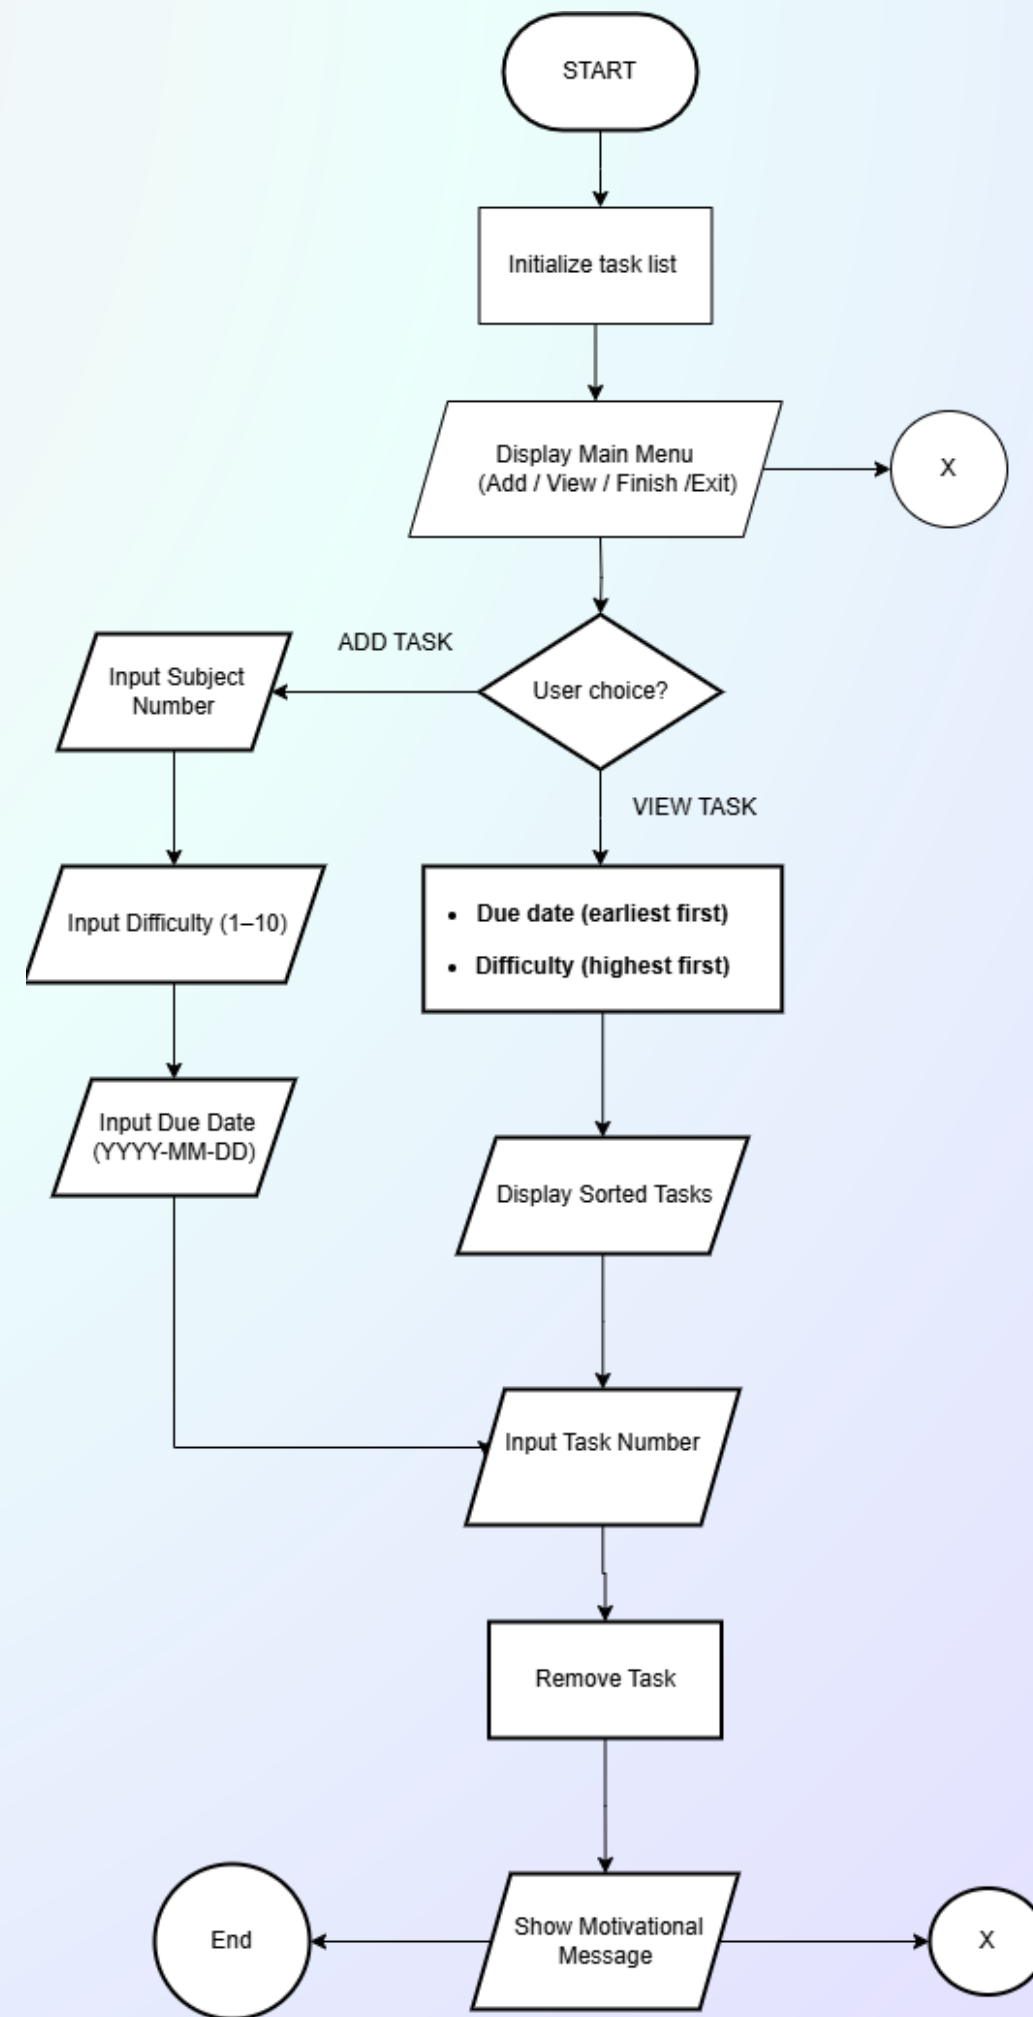 START
Initialize task list
Display Main Menu
(Add / View / Finish /Exit)
X
ADD TASK
User choice?
Input Subject
Number
VIEW TASK
Input Difficulty (1–10)
• Due date (earliest first)
• Difficulty (highest first)
Input Due Date
(YYYY-MM-DD)
Display Sorted Tasks
Input Task Number
Remove Task
End
Show Motivational
Message
X